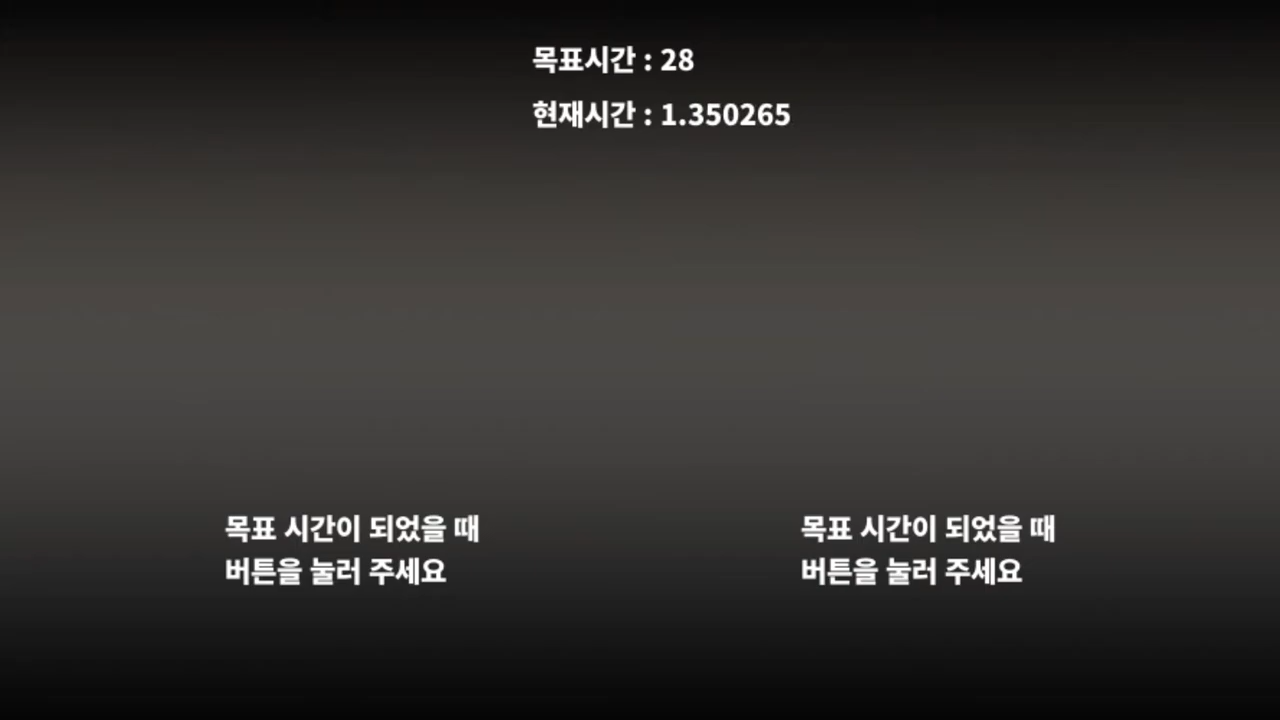 목표시간 : 28
현재시간 : 1.350265
목표 시간이 되었을 때
버튼을 눌러 주세요
목표 시간이 되었을 때
버튼을 눌러 주세요